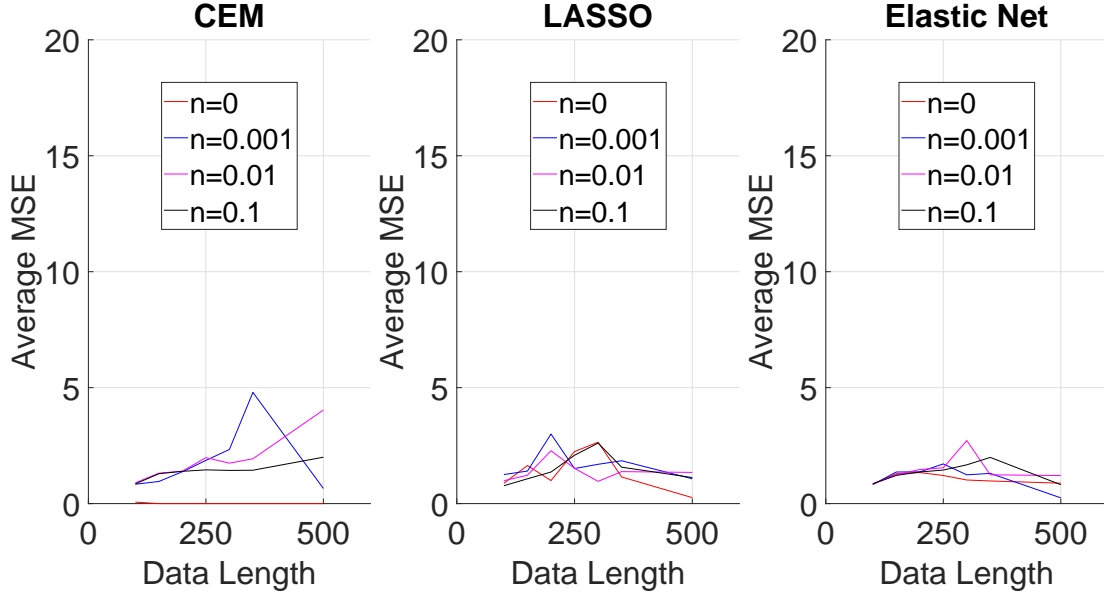 CEM
20
15
10
5
0
0
250
500
Average MSE
Data Length
n=0
n=0.001
n=0.01
n=0.1
LASSO
20
15
10
5
0
0
250
500
Average MSE
Data Length
n=0
n=0.001
n=0.01
n=0.1
Elastic Net
20
15
10
5
0
0
250
500
Average MSE
Data Length
n=0
n=0.001
n=0.01
n=0.1